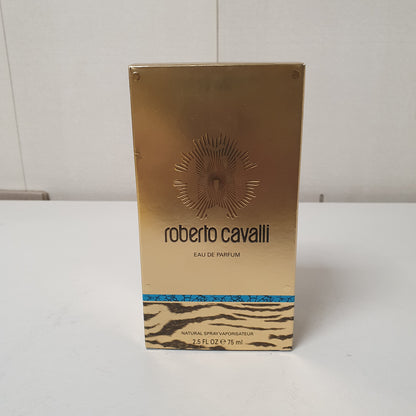 roberto cavalli
EAU DE PARFUM
NATURAL SPRAY VAPORISATEUR
2.5 FL OZ ℮ 75 ml